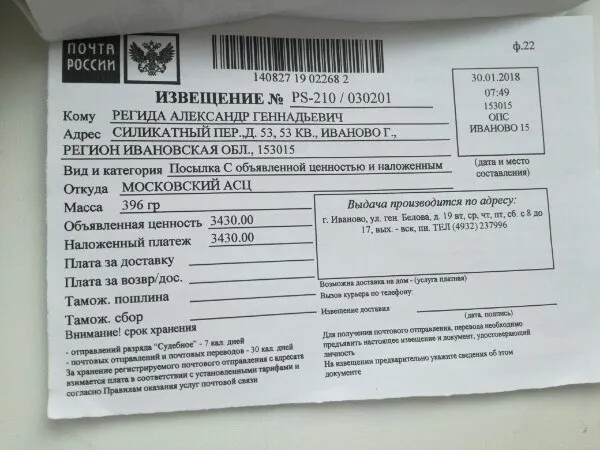 ПОЧТА
РОССИИ
140827 19 02268 2
ф.22
ИЗВЕЩЕНИЕ № PS-210 / 030201
30.01.2018
07:49
153015
ОПС
ИВАНОВО 15
(дата и место
составления)
Кому РЕГИДА АЛЕКСАНДР ГЕННАДЬЕВИЧ
Адрес СИЛИКАТНЫЙ ПЕР.,Д. 53, 53 КВ., ИВАНОВО Г.,
РЕГИОН ИВАНОВСКАЯ ОБЛ., 153015
Вид и категория Посылка С объявленной ценностью и наложенным
Откуда МОСКОВСКИЙ АСЦ
Масса 396 гр
Объявленная ценность 3430.00
Наложенный платеж 3430.00
Плата за доставку
Плата за возвр/дос.
Тамож. пошлина
Тамож. сбор
Выдача производится по адресу:
г. Иваново, ул. ген. Белова, д. 19 вт, ср, чт, пт, сб. с 8 до
17, вых. - вск, пн. ТЕЛ (4932) 237996
Возможна доставка на дом - (услуга платная)
Вызов курьера по телефону:
Извещение доставил
(дата, подпись)
Внимание! срок хранения
- отправлений разряда "Судебное" - 7 кал. дней
- почтовых отправлений и почтовых переводов - 30 кал. дней
За хранение регистрируемого почтового отправления с адресата
взимается плата в соответствии с установленными тарифами и
согласно Правилам оказания услуг почтовой связи
Для получения почтового отправления, перевода необходимо
предъявить настоящее извещение и документ, удостоверяющий
личность
На извещении предварительно укажите сведения об этом
документе